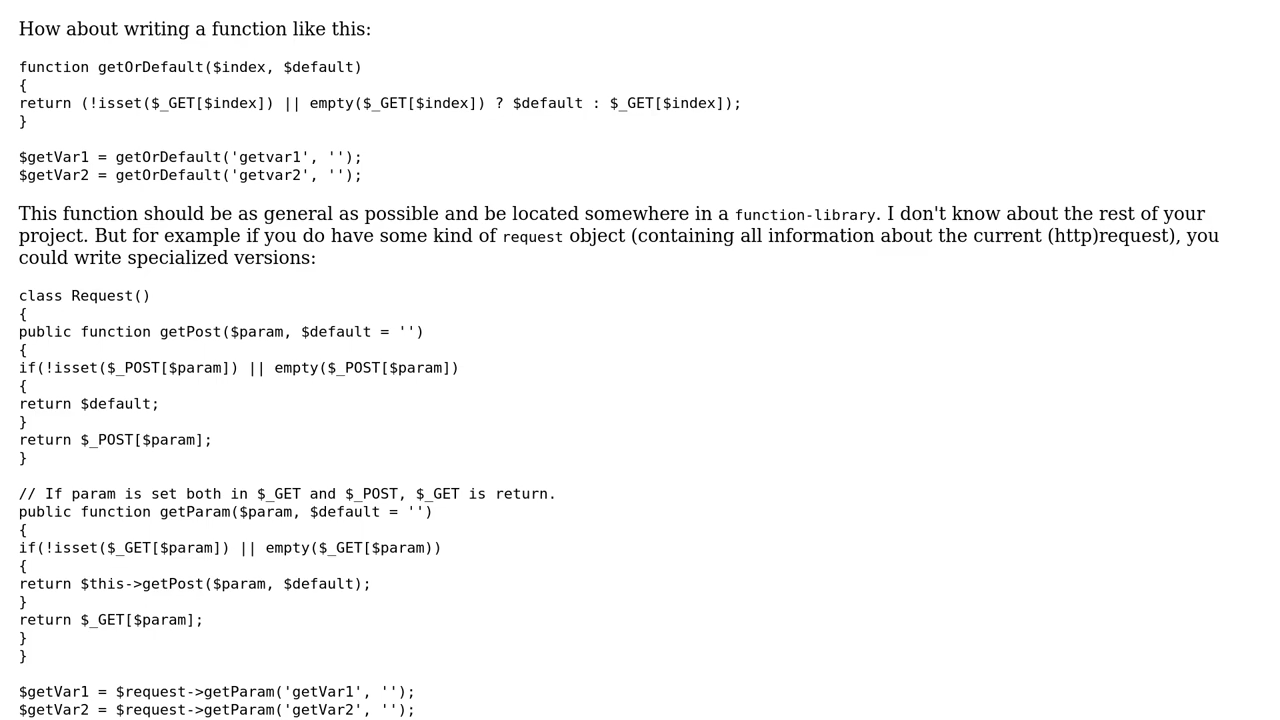 How about writing a function like this:
function getOrDefault($index, $default)
{
return (!isset($_GET[$index]) || empty($_GET[$index]) ? $default : $_GET[$index]);
}
$getVar1 = getOrDefault('getvar1', '');
$getVar2 = getOrDefault('getvar2', '');
This function should be as general as possible and be located somewhere in a function-library. I don't know about the rest of your
project. But for example if you do have some kind of request object (containing all information about the current (http)request), you
could write specialized versions:
class Request()
{
public function getPost($param, $default = '')
{
if(!isset($_POST[$param]) || empty($_POST[$param])
{
return $default;
}
return $_POST[$param];
}
// If param is set both in $_GET and $_POST, $_GET is return.
public function getParam($param, $default = '')
{
if(!isset($_GET[$param]) || empty($_GET[$param))
{
return $this->getPost($param, $default);
}
return $_GET[$param];
}
}
$getVar1 = $request->getParam('getVar1', '');
$getVar2 = $request->getParam('getVar2', '');